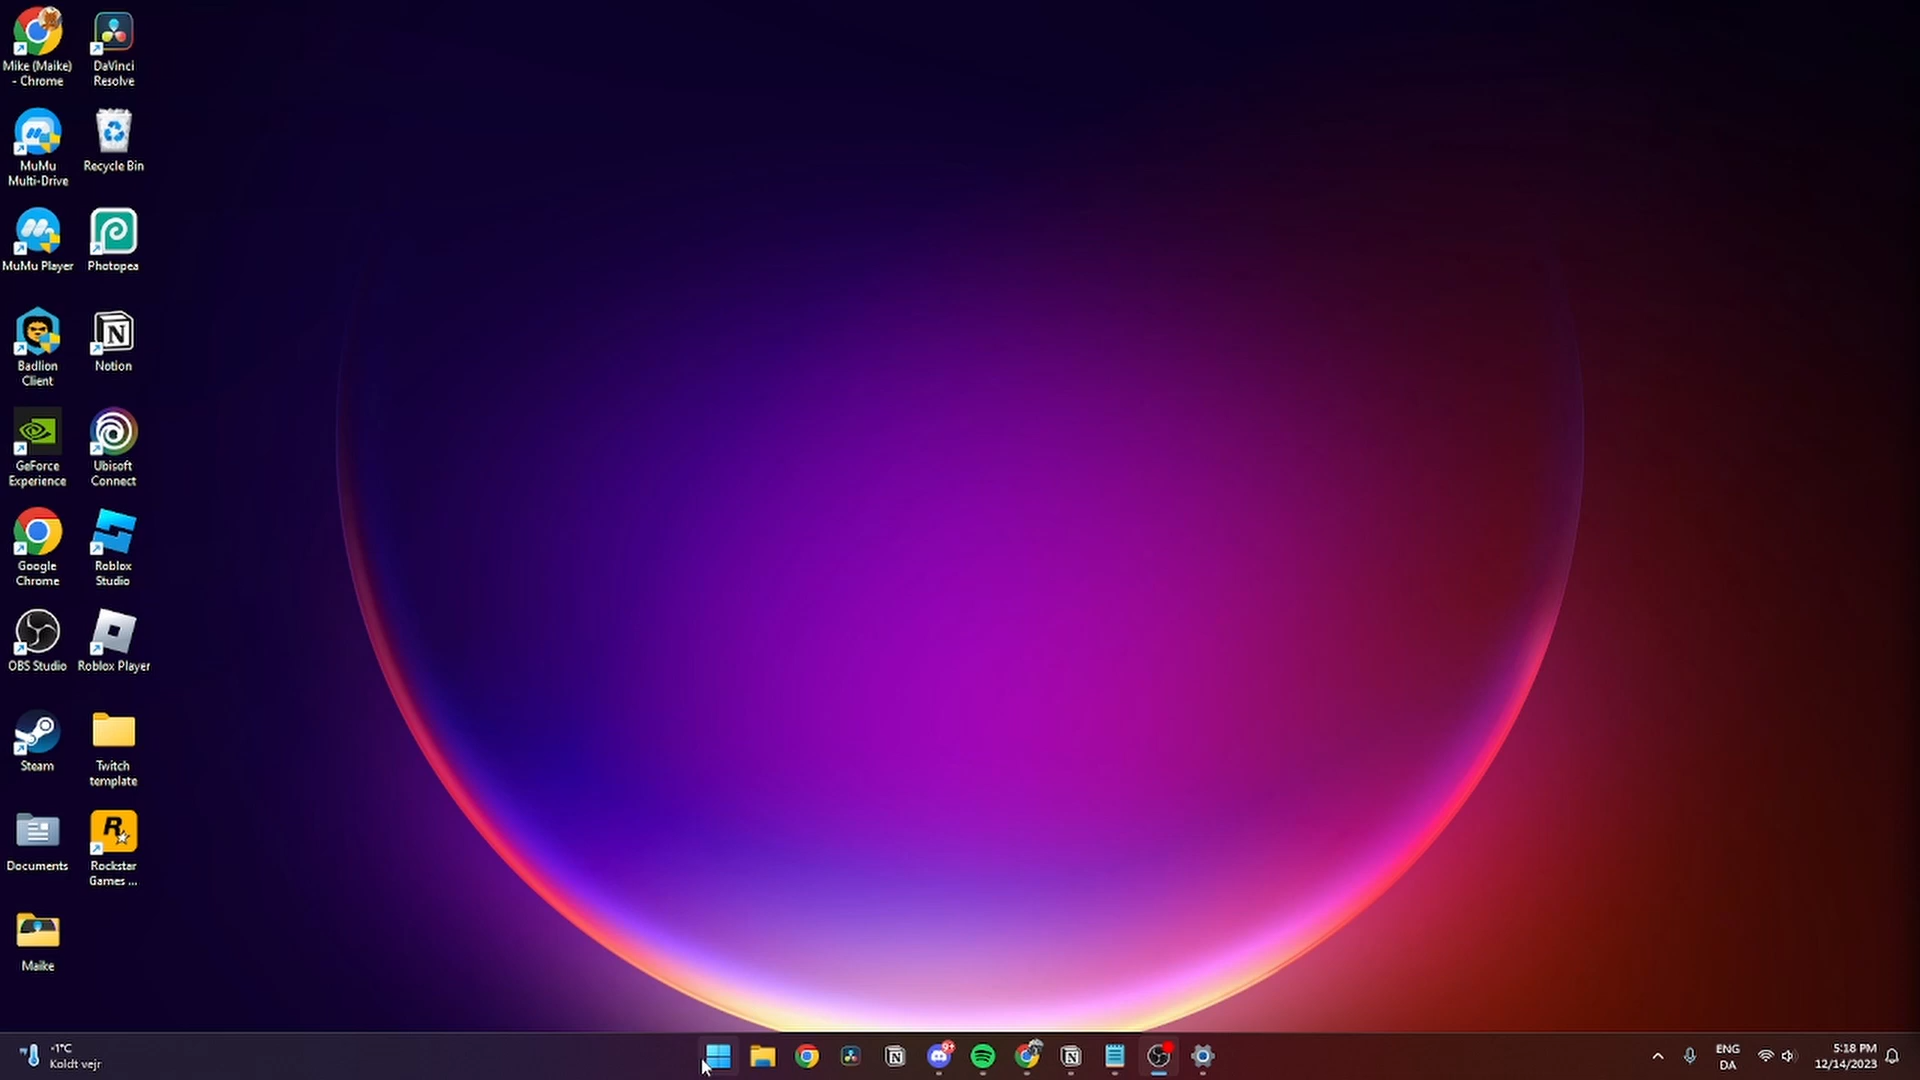 Mike (Maike)
- Chrome
DaVinci
Resolve
MuMu
Multi-Drive
Recycle Bin
MuMu Player
Photopea
Badlion
Client
Notion
GeForce
Experience
Ubisoft
Connect
Google
Chrome
Roblox
Studio
OBS Studio
Roblox Player
Steam
Twitch
template
Documents
Rockstar
Games ...
Maike
-1°C
Koldt vejr
9+
ENG
DA
5:18 PM
12/14/2023